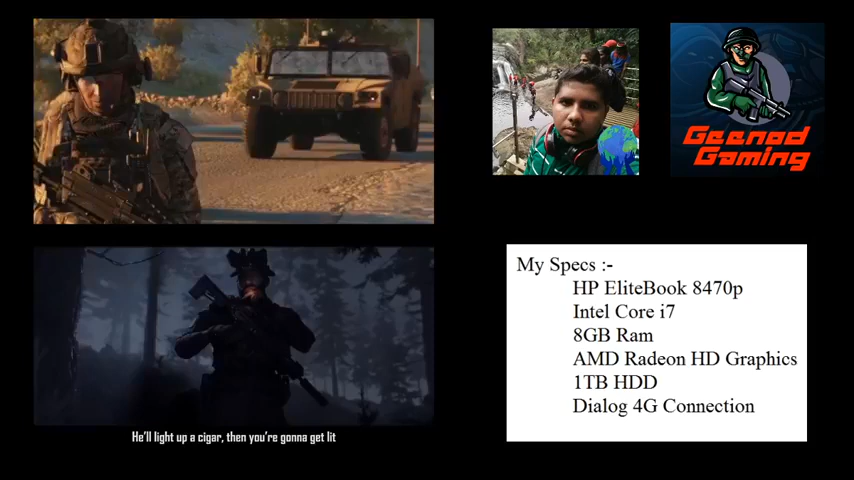 Geenod
Gaming
My Specs :-
HP EliteBook 8470p
Intel Core i7
8GB Ram
AMD Radeon HD Graphics
1TB HDD
Dialog 4G Connection
He'll light up a cigar, then you're gonna get lit